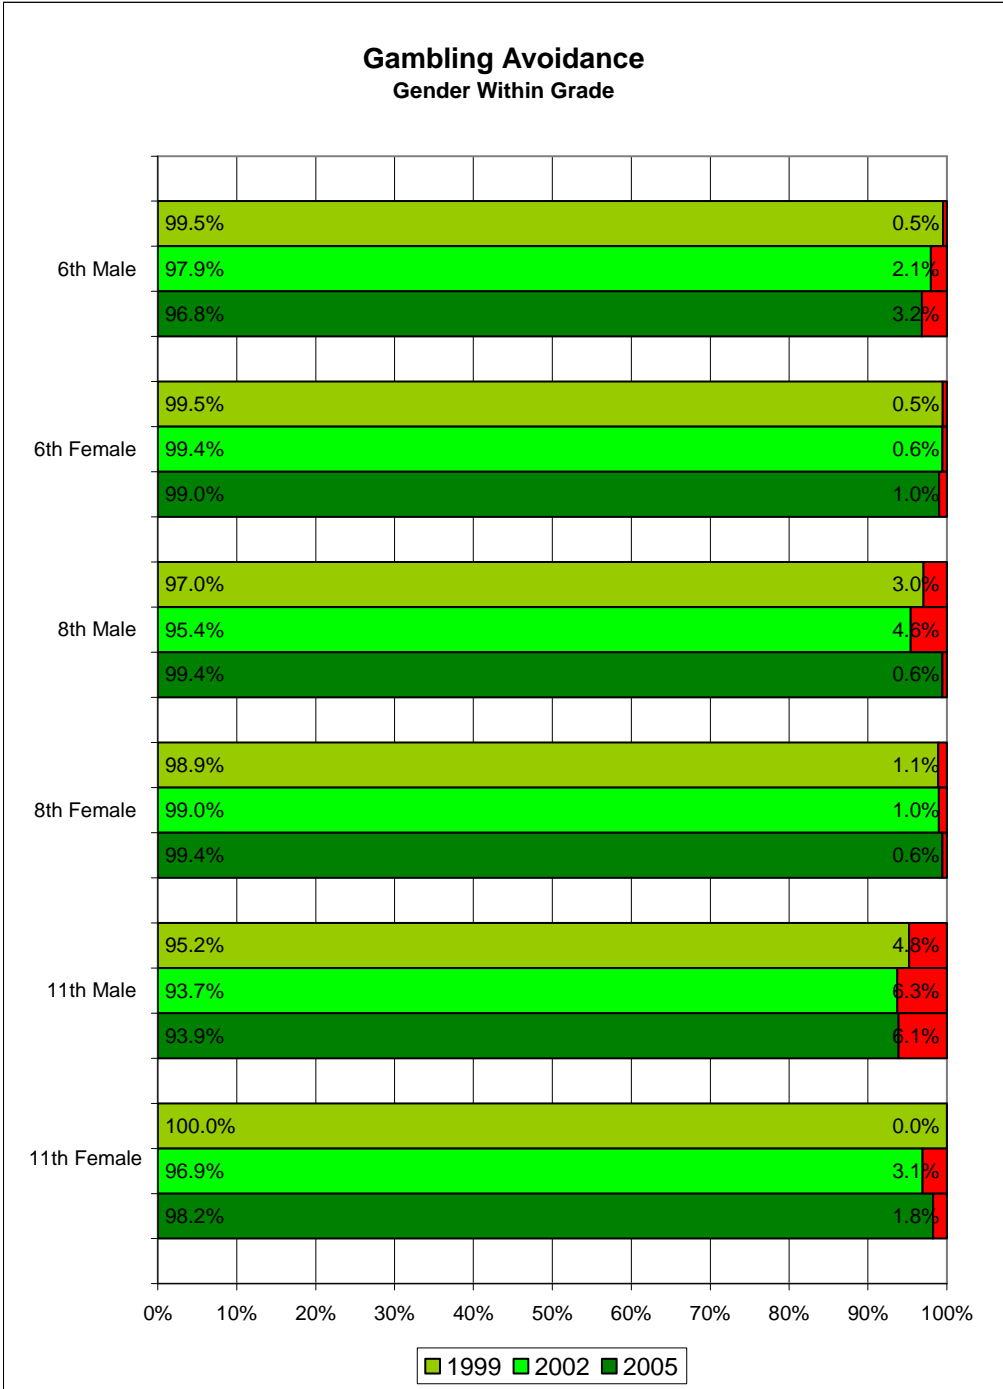 Gambling Avoidance
Gender Within Grade
99.5% 0.5%
6th Male 97.9% 2.1%
96.8% 3.2%
99.5% 0.5%
6th Female 99.4% 0.6%
99.0% 1.0%
97.0% 3.0%
8th Male 95.4% 4.6%
99.4% 0.6%
98.9% 1.1%
8th Female 99.0% 1.0%
99.4% 0.6%
95.2% 4.8%
11th Male 93.7% 6.3%
93.9% 6.1%
100.0% 0.0%
11th Female 96.9% 3.1%
98.2% 1.8%
0% 10% 20% 30% 40% 50% 60% 70% 80% 90% 100%
1999 2002 2005